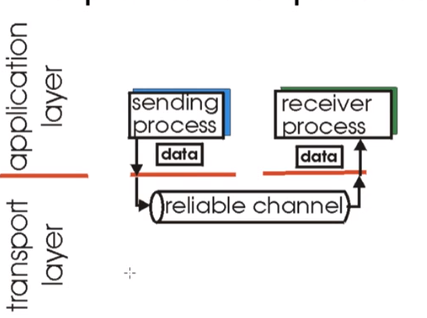 application
layer
sending
process
data
receiver
process
data
reliable channel
transport
layer